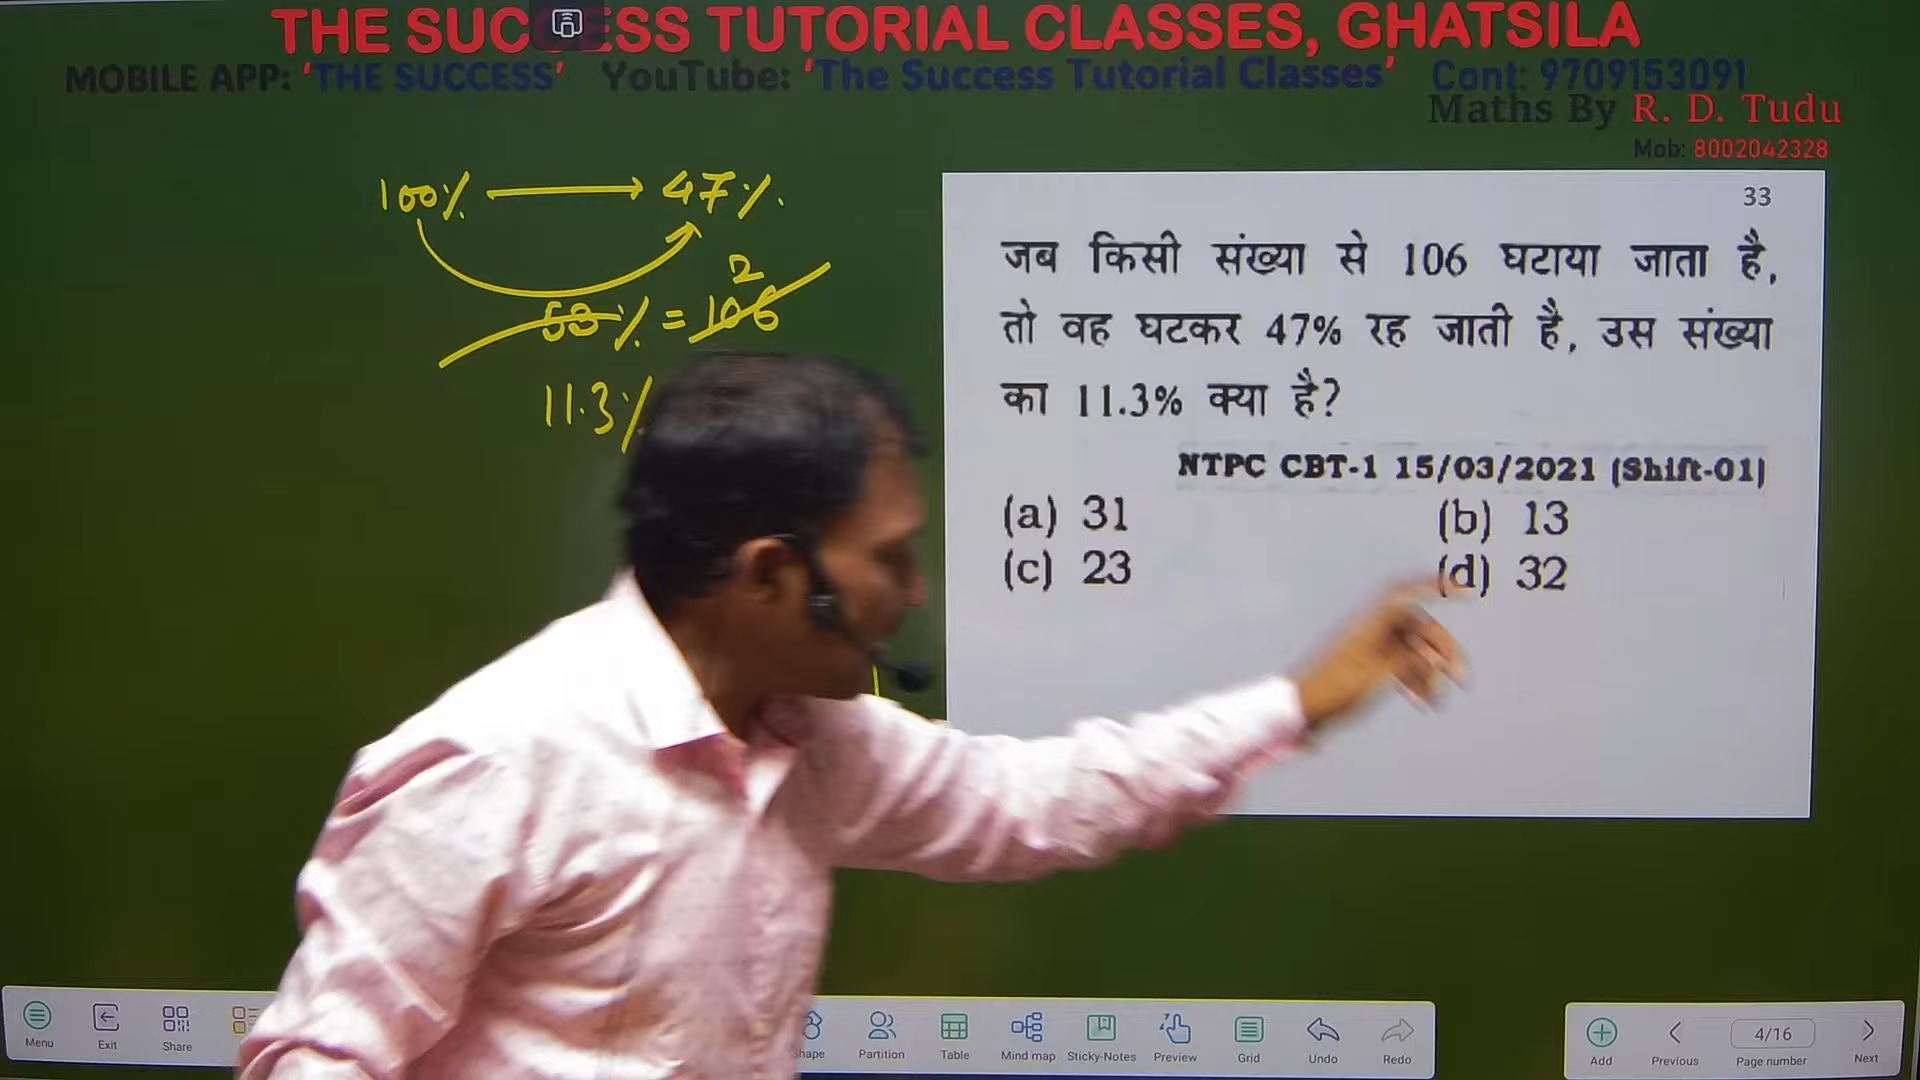 THE SUCCESS TUTORIAL CLASSES, GHATSILA
MOBILE APP: 'THE SUCCESS' YouTube: 'The Success Tutorial Classes' Cont: 9709153091
Maths By R. D. Tudu
Mob: 8002042328
100% → 47%
2
53% = 106
11.3%
33
जब किसी संख्या से 106 घटाया जाता है,
तो वह घटकर 47% रह जाती है, उस संख्या
का 11.3% क्या है?
NTPC CBT-1 15/03/2021 (Shift-01)
(a) 31 (b) 13
(c) 23 (d) 32
Menu Exit Share Partition Table Mind map Sticky-Notes Preview Grid Undo Redo Add Previous 4/16 Page number Next